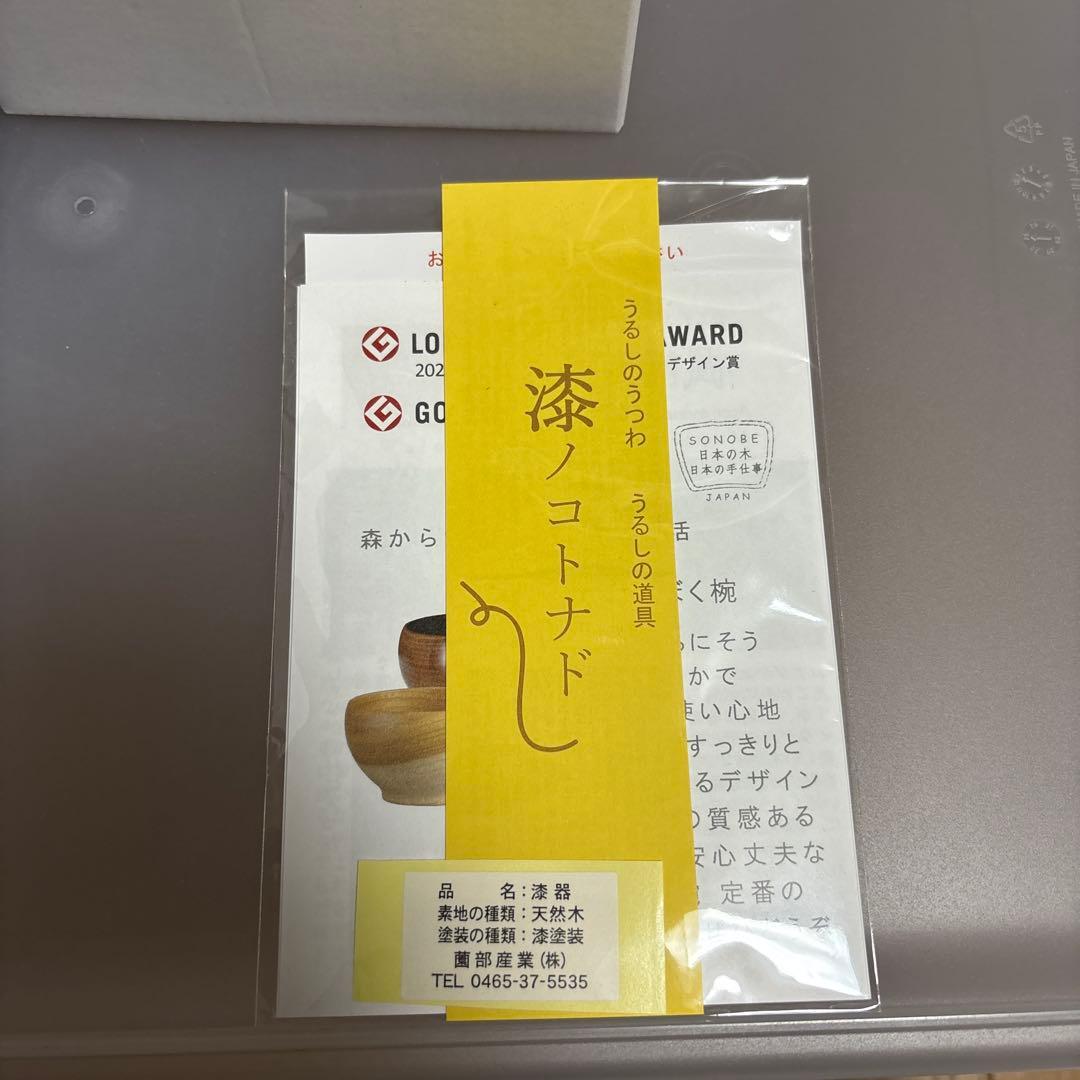 お
さい
LO
AWARD
202
デザイン賞
GO
うるしのうつわ
うるしの道具
漆ノコトナド
SONOBE
日本の木
日本の手仕事
JAPAN
森から
活
ぼく椀
にそう
かで
使い心地
すっきりと
るデザイン
の質感ある
安心丈夫な
定番の
うぞ
品 名：漆器
素地の種類：天然木
塗装の種類：漆塗装
薗部産業(株)
TEL 0465-37-5535
5